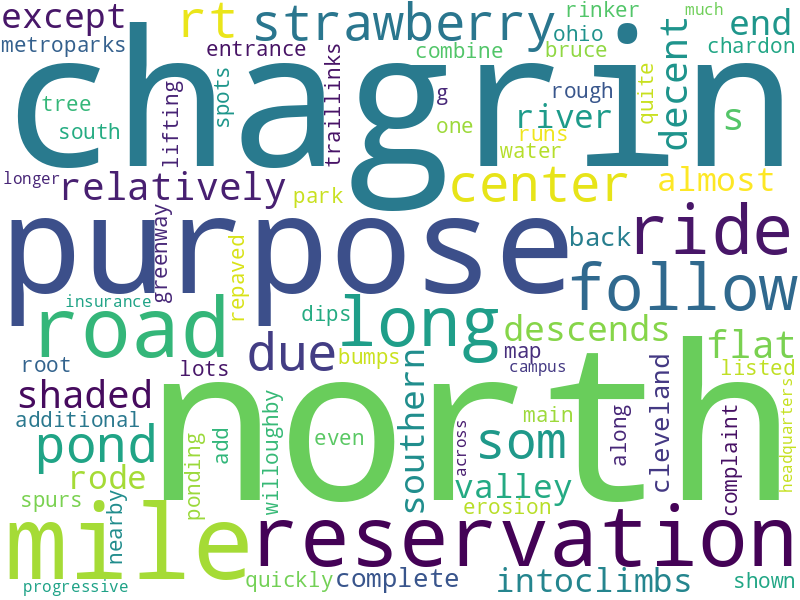 except
rt
strawberry
rinker
much
ohio
end
metroparks
entrance
combine
bruce
chardon
chagrin
tree
south
lifting
spots
traillinks
g
one
rough
river
runs
water
quite
decent
s
longer
relatively
park
center
almost
purpose
greenway
back
ride
repaved
follow
insurance
road
dips
long
descends
flat
root
lots
due
bumps
map
campus
listed
shaded
north
additional
pond
rode
ponding
add
willoughby
even
southern
som
main
along
cleveland
valley
across
complaint
headquarters
spurs
nearby
erosion
mile
reservation
progressive
quickly
complete
intoclimbs
shown